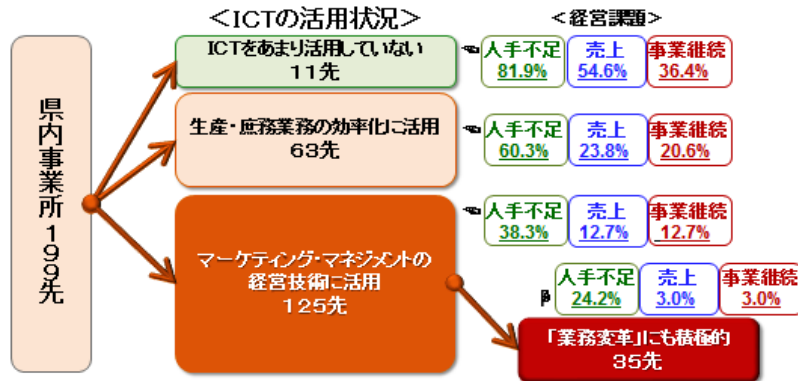 ＜ICTの活用状況＞
＜経営課題＞
県内事業所199先
ICTをあまり活用していない
11先
人手不足 売上 事業継続
81.9% 54.6% 36.4%
生産・庶務業務の効率化に活用
63先
人手不足 売上 事業継続
60.3% 23.8% 20.6%
マーケティング・マネジメントの
経営技術に活用
125先
人手不足 売上 事業継続
38.3% 12.7% 12.7%
人手不足 売上 事業継続
24.2% 3.0% 3.0%
「業務変革」にも積極的
35先